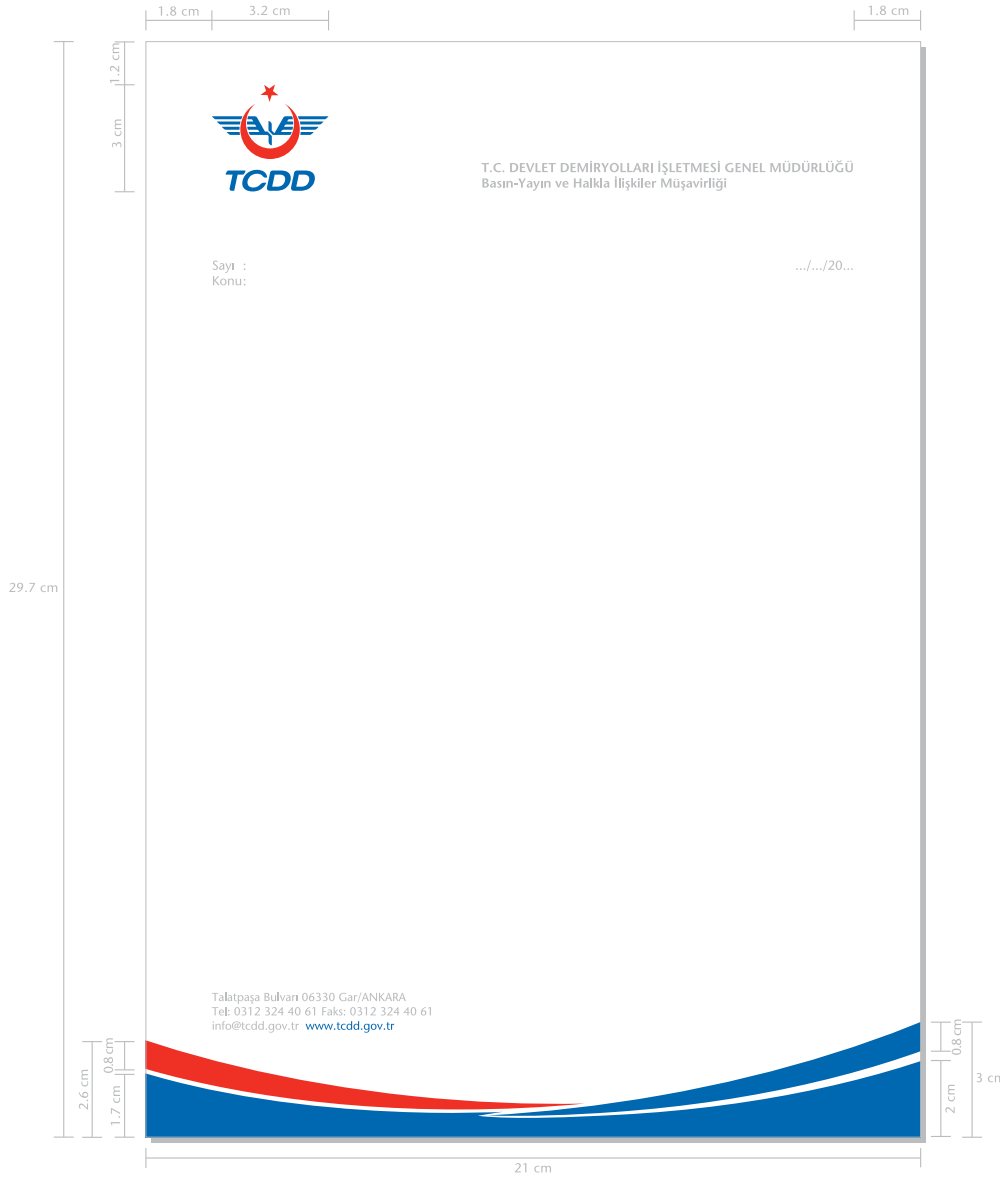 1.8 cm 3.2 cm 1.8 cm
1.2 cm
3 cm
TCDD
T.C. DEVLET DEMİRYOLLARI İŞLETMESİ GENEL MÜDÜRLÜĞÜ
Basın-Yayın ve Halkla İlişkiler Müşavirliği
Sayı : .../.../20...
Konu:
29.7 cm
Talatpaşa Bulvarı 06330 Gar/ANKARA
Tel: 0312 324 40 61 Faks: 0312 324 40 61
info@tcdd.gov.tr www.tcdd.gov.tr
0.8 cm
2.6 cm
1.7 cm
0.8 cm
3 cm
2 cm
21 cm